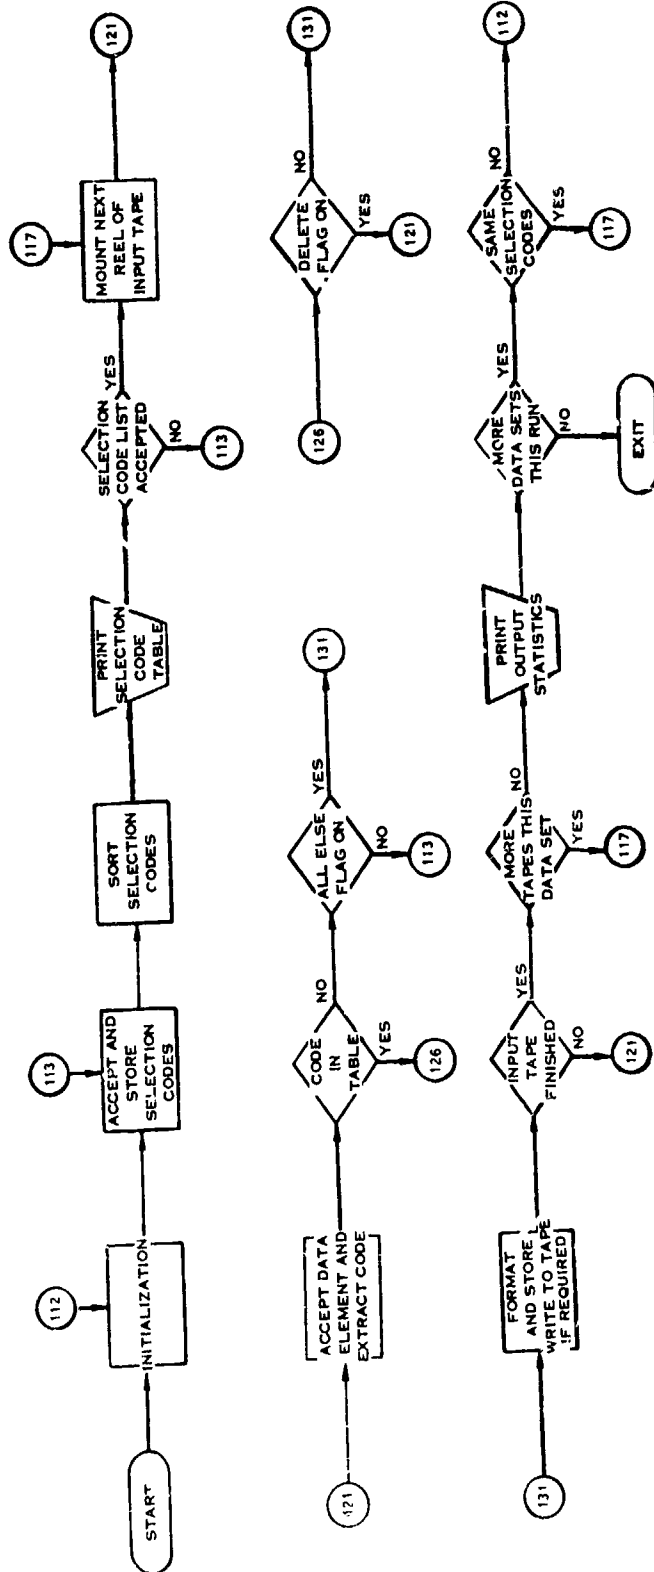 START
112
INITIALIZATION
113
ACCEPT AND
STORE
SELECTION
CODES
SORT
SELECTION
CODES
PRINT
SELECTION
CODE
TABLE
SELECTION
CODE LIST
ACCEPTED
YES
NO
113
117
MOUNT NEXT
REEL OF
INPUT TAPE
121
121
ACCEPT DATA
ELEMENT AND
EXTRACT CODE
CODE
IN
TABLE
NO
YES
126
ALL ELSE
FLAG ON
YES
NO
113
131
126
DELETE
FLAG ON
NO
YES
121
131
131
FORMAT
AND STORE
WRITE TO TAPE
IF REQUIRED
INPUT
TAPE
FINISHED
YES
NO
121
MORE
TAPES THIS
DATA SET
NO
YES
117
PRINT
OUTPUT
STATISTICS
MORE
DATA SETS
THIS RUN
YES
NO
EXIT
SAME
SELECTION
CODES
NO
YES
117
112